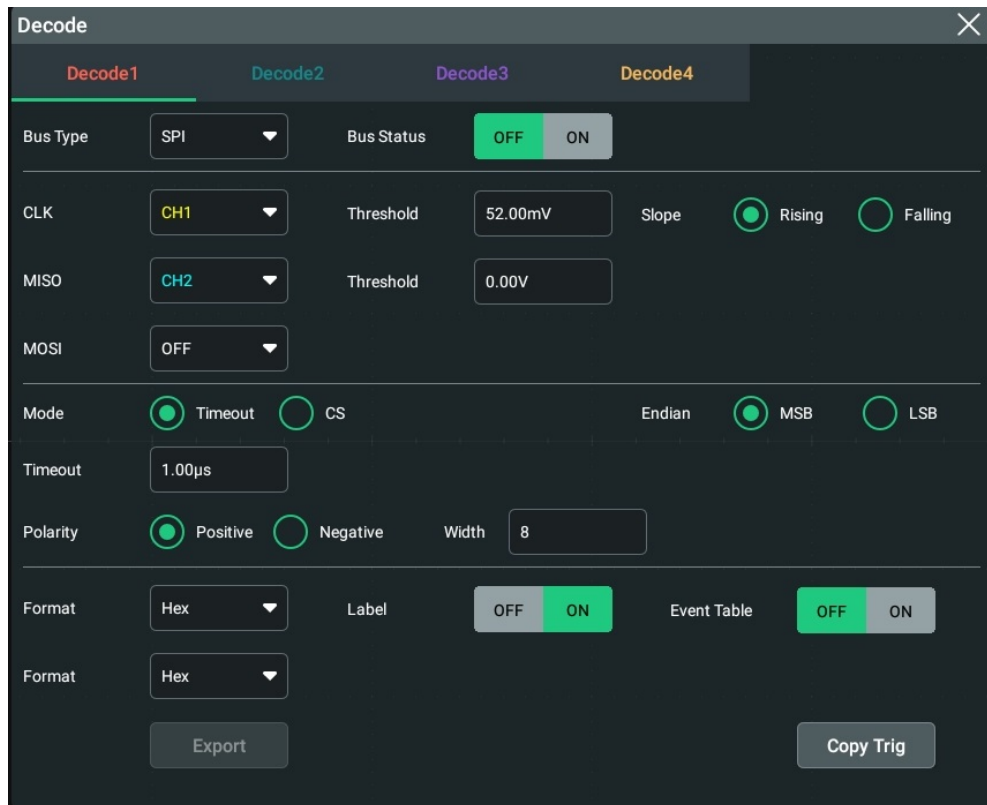 Decode
Decode1 Decode2 Decode3 Decode4
Bus Type SPI Bus Status OFF ON
CLK CH1 Threshold 52.00mV Slope Rising Falling
MISO CH2 Threshold 0.00V
MOSI OFF
Mode Timeout CS Endian MSB LSB
Timeout 1.00µs
Polarity Positive Negative Width 8
Format Hex Label OFF ON Event Table OFF ON
Format Hex
Export Copy Trig